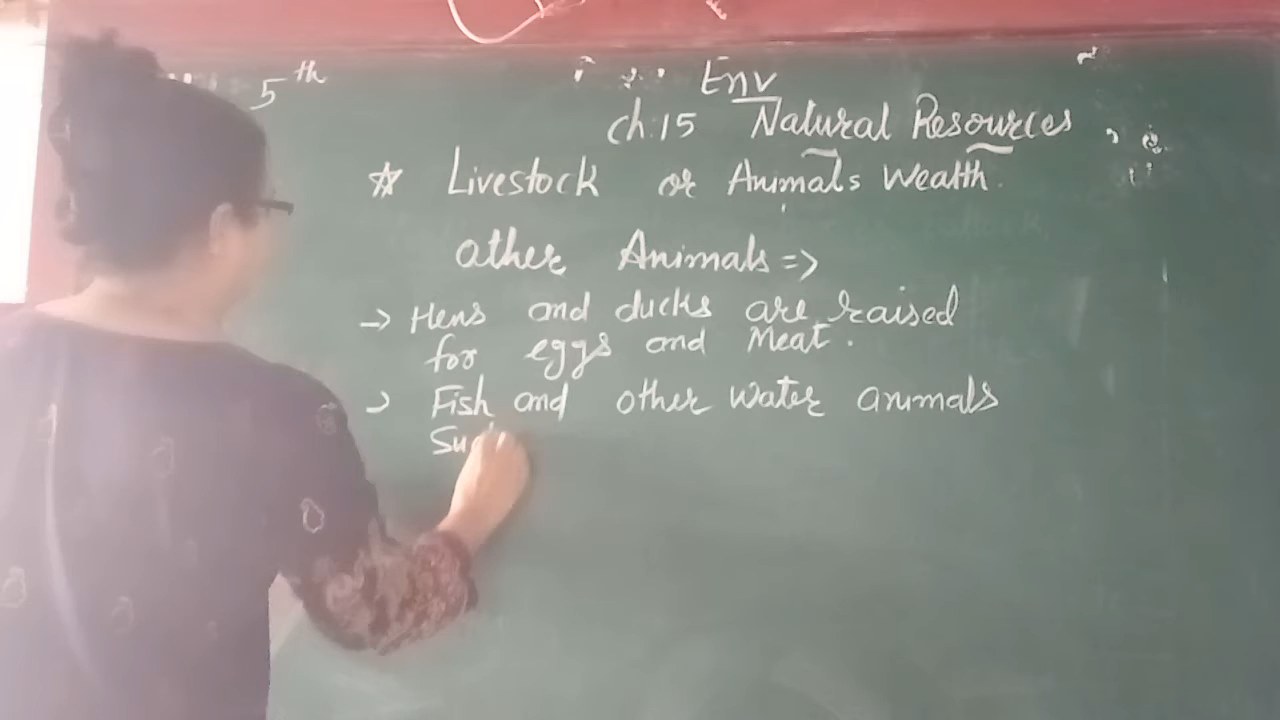 5th
Env
ch:15 Natural Resources
☆ Livestock or Animals Wealth.
other Animals =>
→ Hens and ducks are raised
for eggs and Meat.
→ Fish and other Water animals